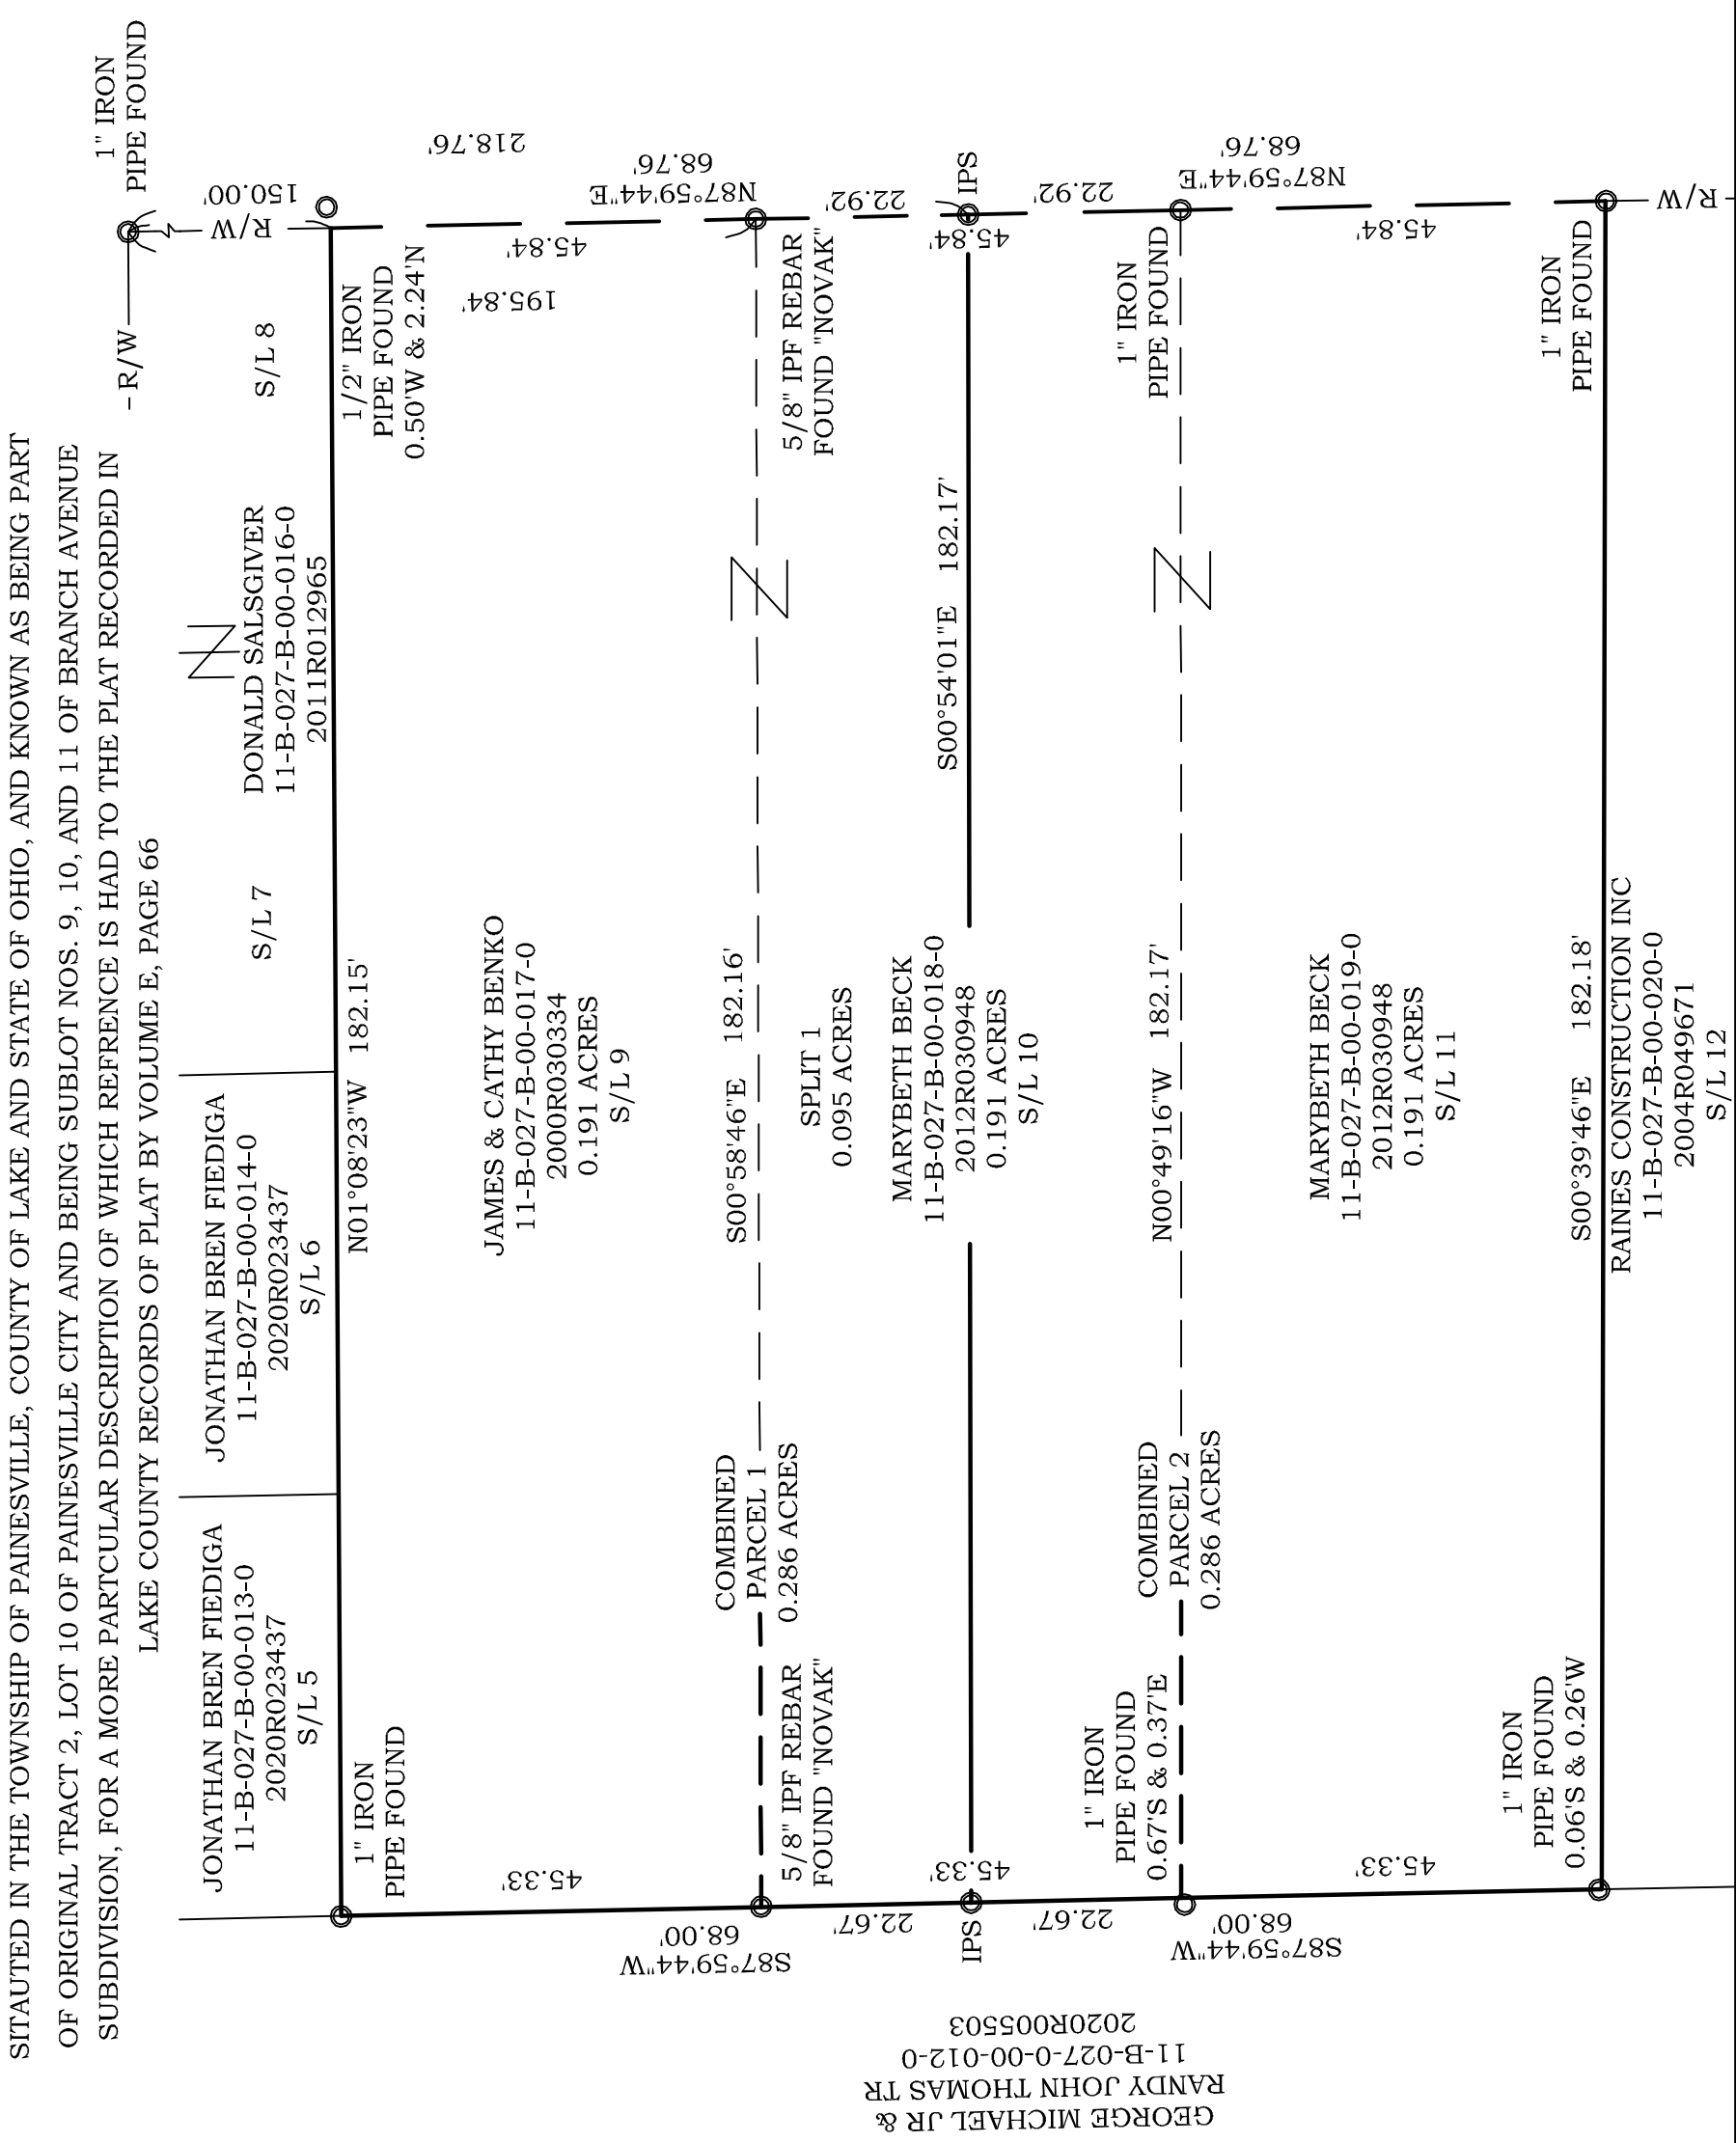 SITAUTED IN THE TOWNSHIP OF PAINESVILLE, COUNTY OF LAKE AND STATE OF OHIO, AND KNOWN AS BEING PART
OF ORIGINAL TRACT 2, LOT 10 OF PAINESVILLE CITY AND BEING SUBLOT NOS. 9, 10, AND 11 OF BRANCH AVENUE
SUBDIVISION, FOR A MORE PARTCULAR DESCRIPTION OF WHICH REFERENCE IS HAD TO THE PLAT RECORDED IN
LAKE COUNTY RECORDS OF PLAT BY VOLUME E, PAGE 66
1" IRON
PIPE FOUND
- R/W
R/W
150.00'
218.76'
JONATHAN BREN FIEDIGA
11-B-027-B-00-013-0
2020R023437
S/L 5
JONATHAN BREN FIEDIGA
11-B-027-B-00-014-0
2020R023437
S/L 6
S/L 7
S/L 8
DONALD SALSGIVER
11-B-027-B-00-016-0
2011R012965
N01°08'23"W 182.15'
1" IRON
PIPE FOUND
1/2" IRON
PIPE FOUND
0.50'W & 2.24'N
45.84'
195.84'
N87°59'44"E
68.76'
JAMES & CATHY BENKO
11-B-027-B-00-017-0
2000R030334
0.191 ACRES
S/L 9
45.33'
S87°59'44"W
68.00'
S00°58'46"E 182.16'
COMBINED
PARCEL 1
0.286 ACRES
5/8" IPF REBAR
FOUND "NOVAK"
5/8" IPF REBAR
FOUND "NOVAK"
SPLIT 1
0.095 ACRES
22.67'
22.92'
MARYBETH BECK
11-B-027-B-00-018-0
2012R030948
0.191 ACRES
S/L 10
S00°54'01"E 182.17'
45.33'
45.84'
IPS
IPS
22.67'
22.92'
1" IRON
PIPE FOUND
0.67'S & 0.37'E
1" IRON
PIPE FOUND
N00°49'16"W 182.17'
COMBINED
PARCEL 2
0.286 ACRES
S87°59'44"W
68.00'
N87°59'44"E
68.76'
MARYBETH BECK
11-B-027-B-00-019-0
2012R030948
0.191 ACRES
S/L 11
45.33'
45.84'
1" IRON
PIPE FOUND
0.06'S & 0.26'W
1" IRON
PIPE FOUND
S00°39'46"E 182.18'
RAINES CONSTRUCTION INC
11-B-027-B-00-020-0
2004R049671
S/L 12
R/W -
GEORGE MICHAEL JR &
RANDY JOHN THOMAS TR
11-B-027-0-00-012-0
2020R005503